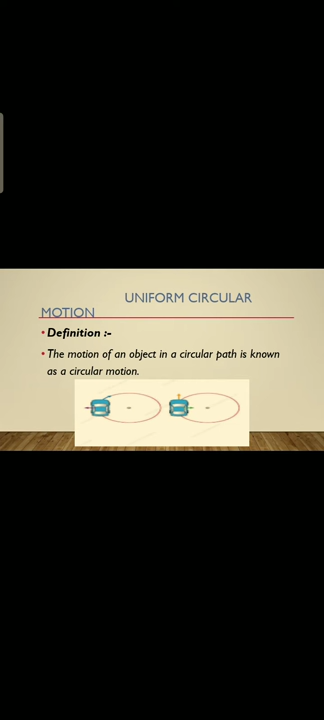 UNIFORM CIRCULAR
MOTION
• Definition :-
• The motion of an object in a circular path is known
as a circular motion.